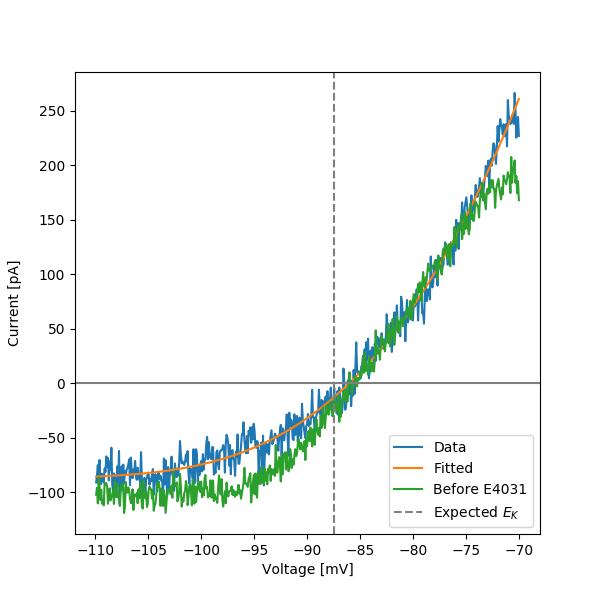 250
200
150
100
50
0
−50
−100
Current [pA]
−110 −105 −100 −95 −90 −85 −80 −75 −70
Voltage [mV]
Data
Fitted
Before E4031
Expected E_K